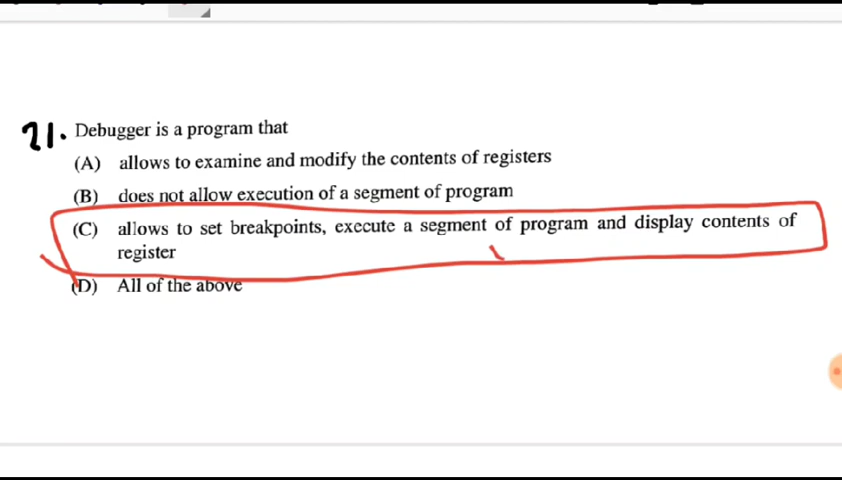 21. Debugger is a program that
(A) allows to examine and modify the contents of registers
(B) does not allow execution of a segment of program
(C) allows to set breakpoints, execute a segment of program and display contents of
register
(D) All of the above